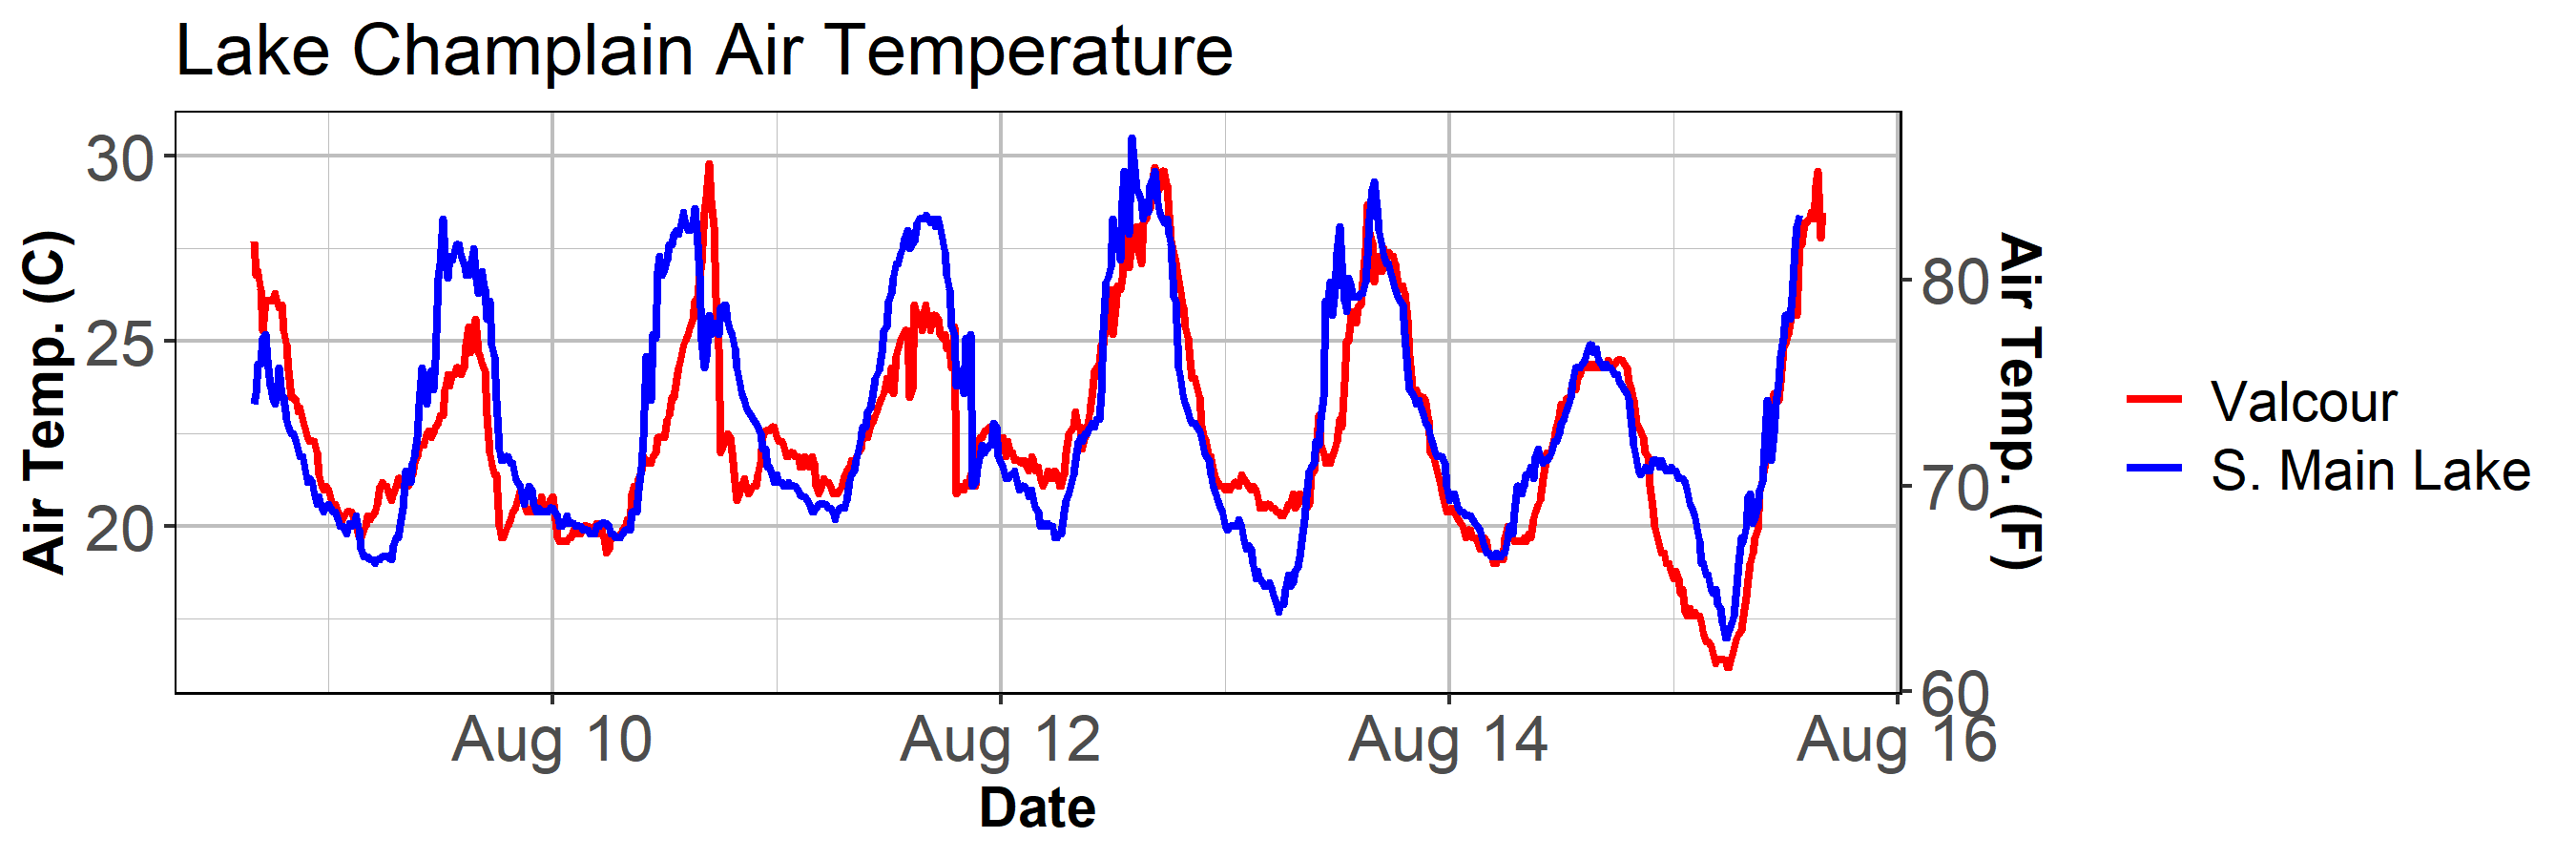 Lake Champlain Air Temperature
30
25
20
Air Temp. (C)
80
70
60
Air Temp. (F)
Aug 10
Aug 12
Aug 14
Aug 16
Date
Valcour
S. Main Lake